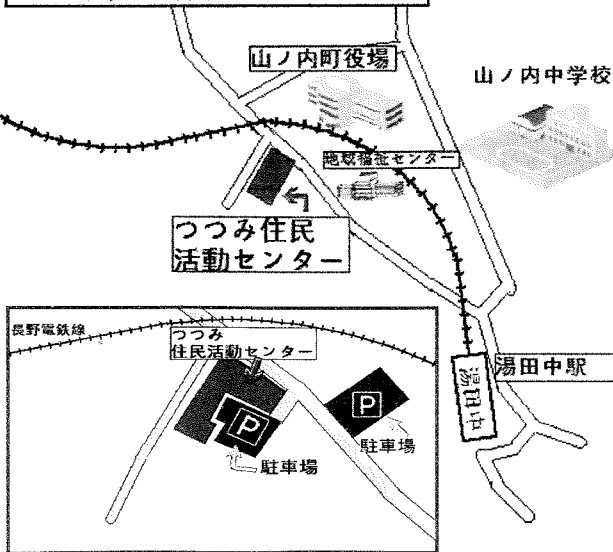 山ノ内町役場
山ノ内中学校
地域福祉センター
つつみ住民
活動センター
長野電鉄線
つつみ
住民活動センター
湯田中駅
湯田中
P
P
駐車場
駐車場